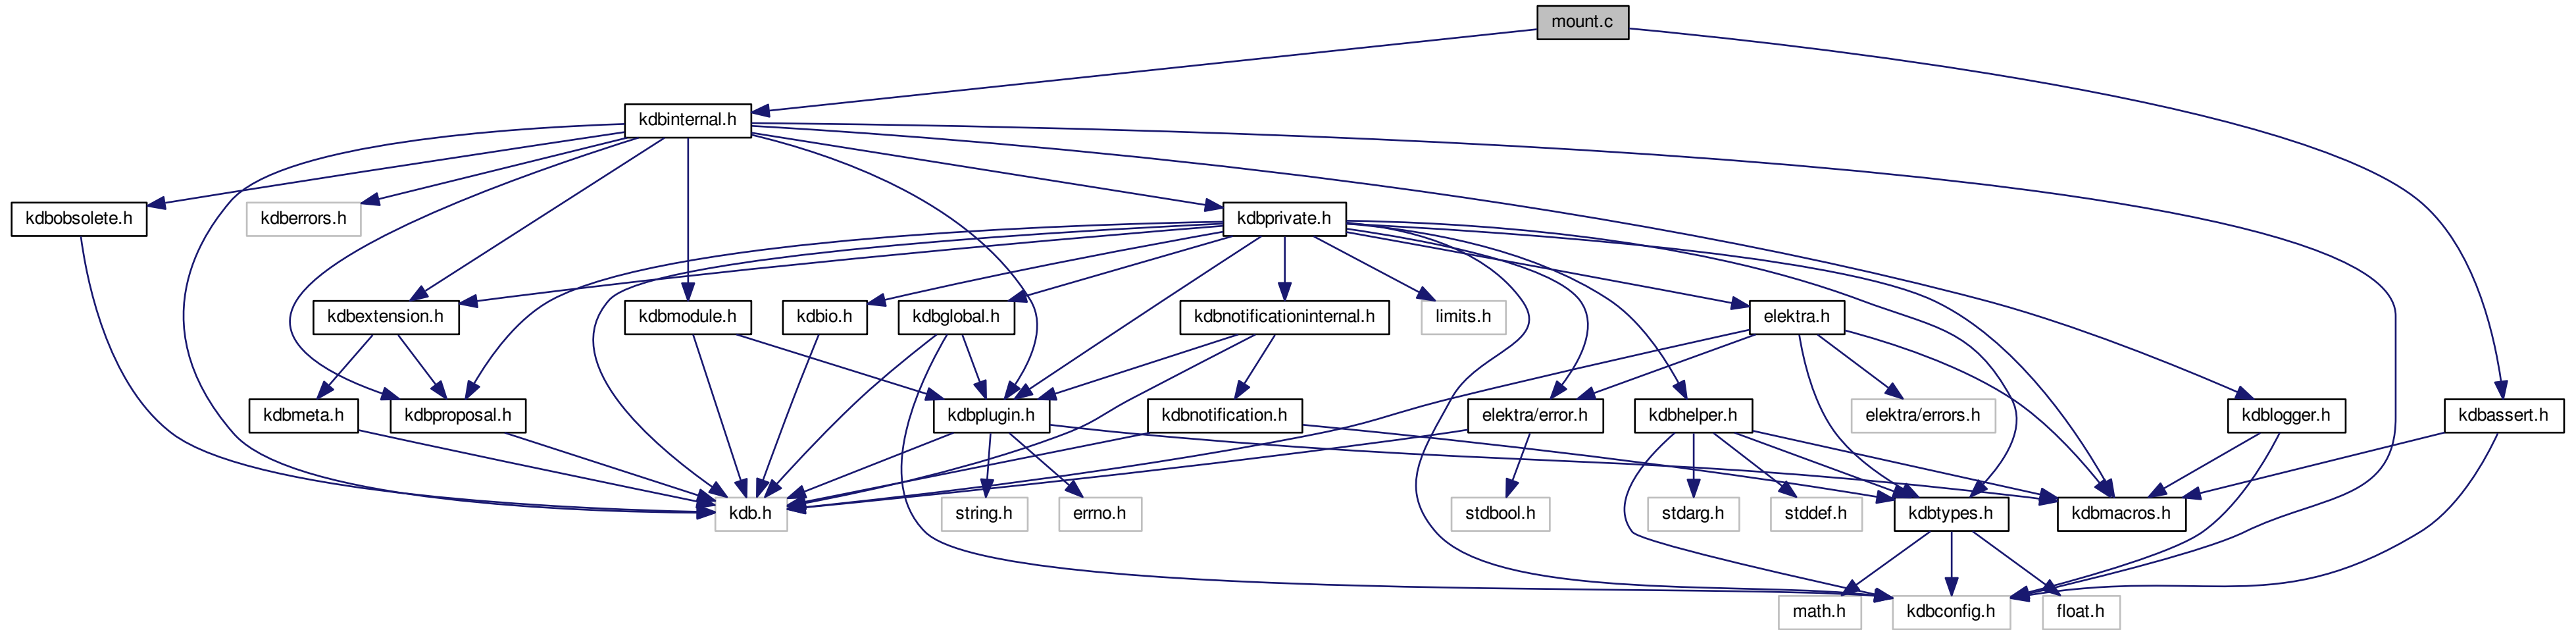 mount.c
kdbinternal.h
kdbobsolete.h
kdberrors.h
kdbprivate.h
kdbextension.h
kdbmodule.h
kdbio.h
kdbglobal.h
kdbnotificationinternal.h
limits.h
elektra.h
kdbmeta.h
kdbproposal.h
kdbplugin.h
kdbnotification.h
elektra/error.h
kdbhelper.h
elektra/errors.h
kdblogger.h
kdbassert.h
kdb.h
string.h
errno.h
stdbool.h
stdarg.h
stddef.h
kdbtypes.h
kdbmacros.h
math.h
kdbconfig.h
float.h